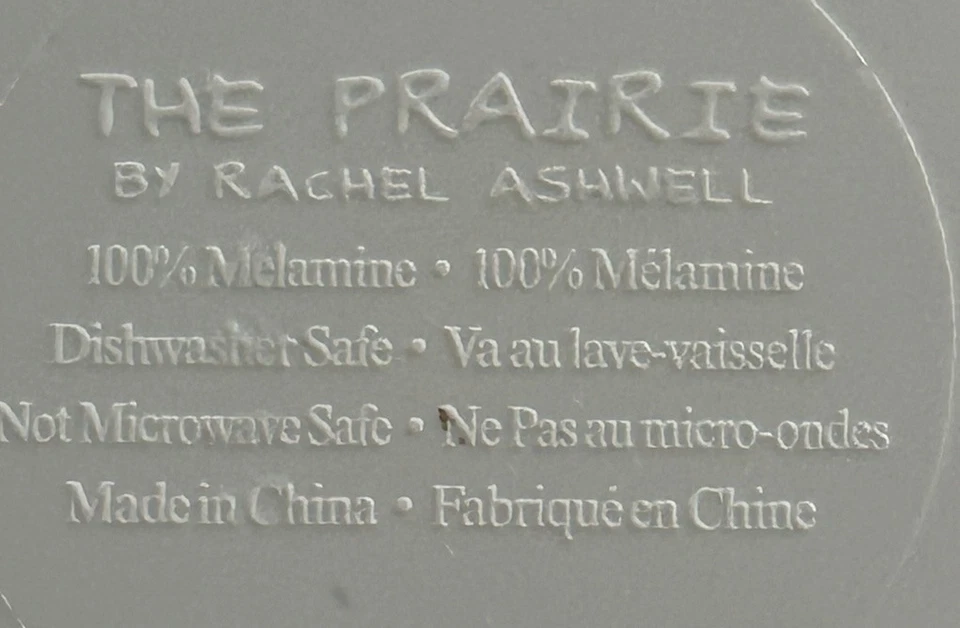 THE PRAIRIE
BY RACHEL ASHWELL
100% Melamine • 100% Mélamine
Dishwasher Safe • Va au lave-vaisselle
Not Microwave Safe • Ne Pas au micro-ondes
Made in China • Fabriqué en Chine